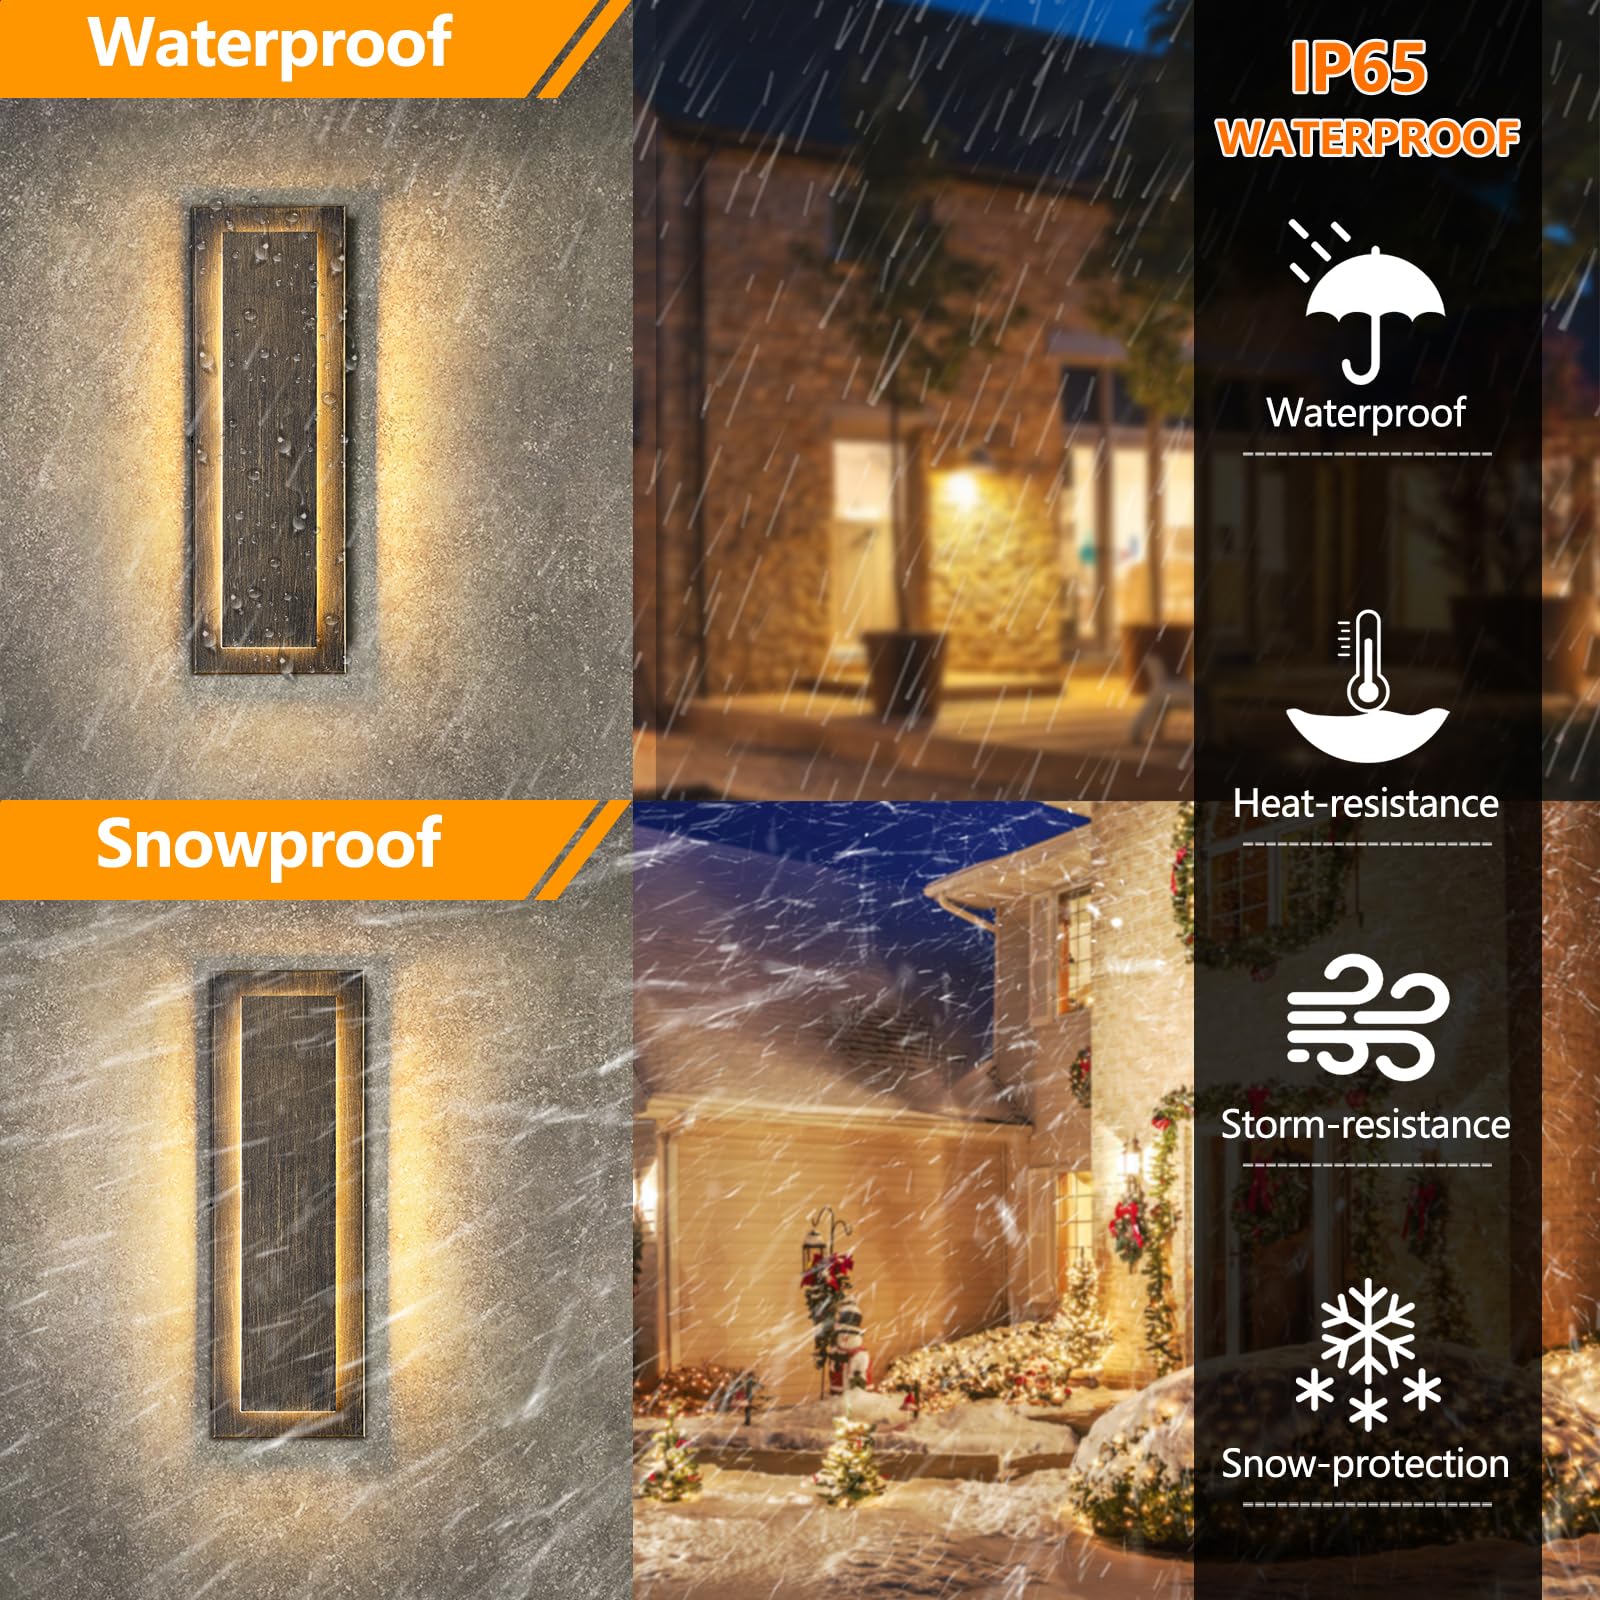 Waterproof
IP65
WATERPROOF
Waterproof
Heat-resistance
Snowproof
Storm-resistance
Snow-protection